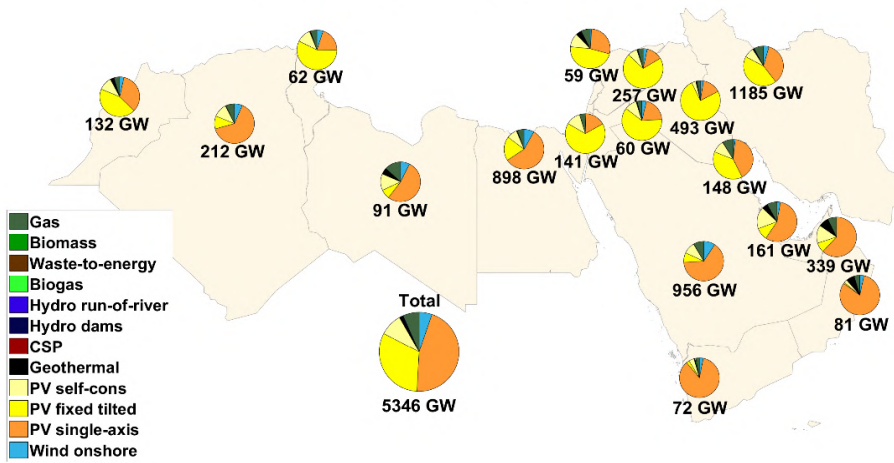 62 GW
59 GW
257 GW
1185 GW
132 GW
493 GW
212 GW
141 GW
60 GW
898 GW
148 GW
91 GW
161 GW
339 GW
956 GW
81 GW
72 GW
Total
5346 GW
Gas
Biomass
Waste-to-energy
Biogas
Hydro run-of-river
Hydro dams
CSP
Geothermal
PV self-cons
PV fixed tilted
PV single-axis
Wind onshore